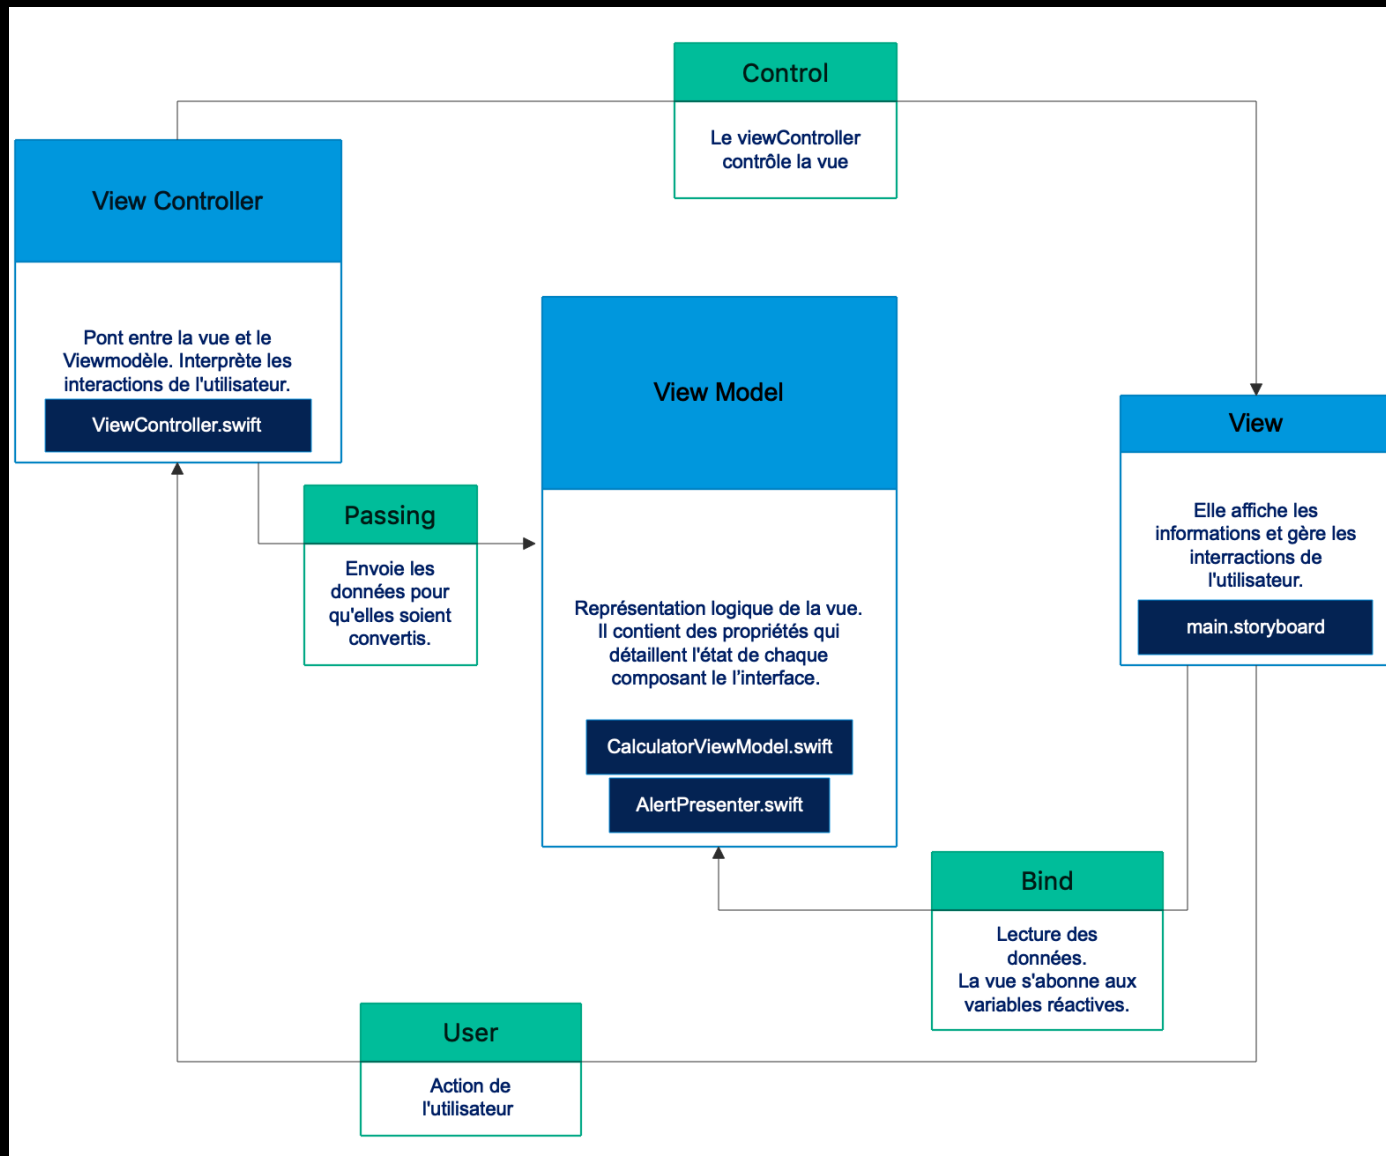 Control
Le viewController
contrôle la vue
View Controller
Pont entre la vue et le
Viewmodèle. Interprète les
interactions de l'utilisateur.
ViewController.swift
View Model
Représentation logique de la vue.
Il contient des propriétés qui
détaillent l'état de chaque
composant le l’interface.
CalculatorViewModel.swift
AlertPresenter.swift
View
Elle affiche les
informations et gère les
interractions de
l'utilisateur.
main.storyboard
Passing
Envoie les
données pour
qu'elles soient
convertis.
Bind
Lecture des
données.
La vue s'abonne aux
variables réactives.
User
Action de
l'utilisateur